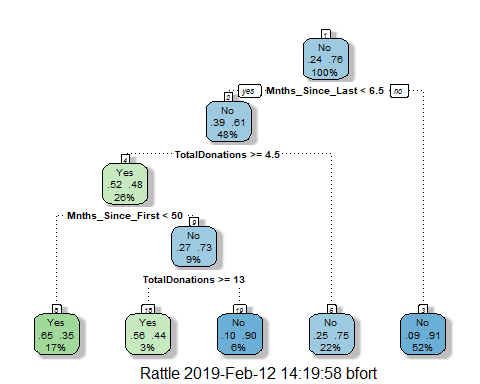 1
No
.24 .76
100%
yes Mnths_Since_Last < 6.5 no
2
No
.39 .61
48%
TotalDonations >= 4.5
4
Yes
.52 .48
26%
Mnths_Since_First < 50
9
No
.27 .73
9%
TotalDonations >= 13
8
Yes
.65 .35
17%
18
Yes
.56 .44
3%
19
No
.10 .90
6%
5
No
.25 .75
22%
3
No
.09 .91
52%
Rattle 2019-Feb-12 14:19:58 bfort